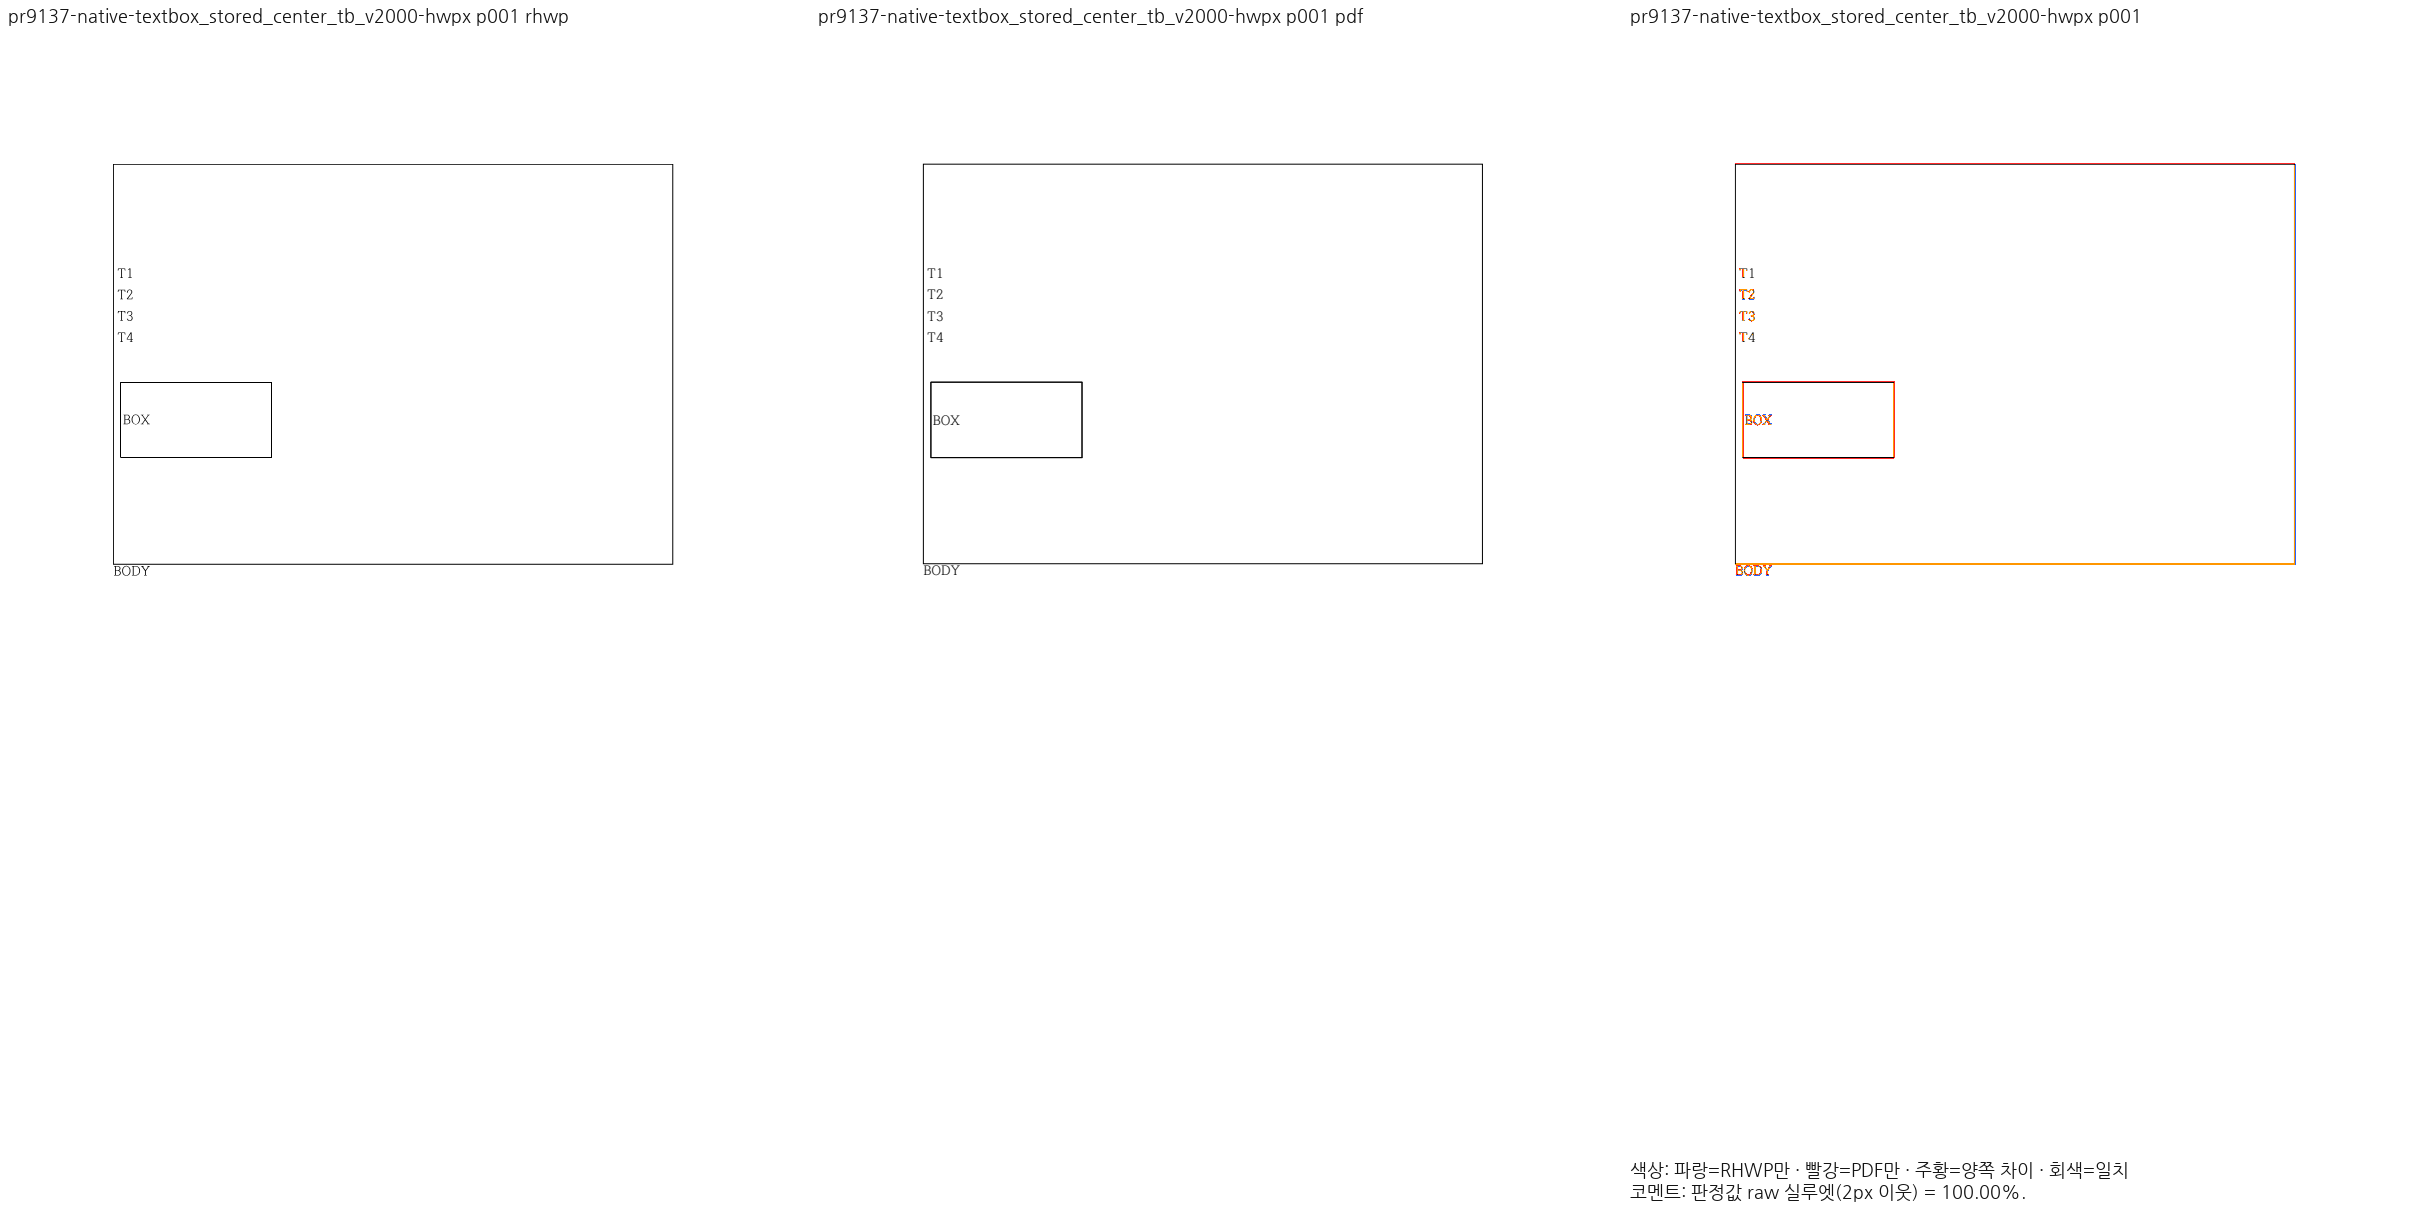 pr9137-native-textbox_stored_center_tb_v2000-hwpx p001 rhwp
T1
T2
T3
T4
BOX
BODY
pr9137-native-textbox_stored_center_tb_v2000-hwpx p001 pdf
T1
T2
T3
T4
BOX
BODY
pr9137-native-textbox_stored_center_tb_v2000-hwpx p001
T1
T2
T3
T4
BOX
BODY
색상: 파랑=RHWP만 · 빨강=PDF만 · 주황=양쪽 차이 · 회색=일치
코멘트: 판정값 raw 실루엣(2px 이웃) = 100.00%.